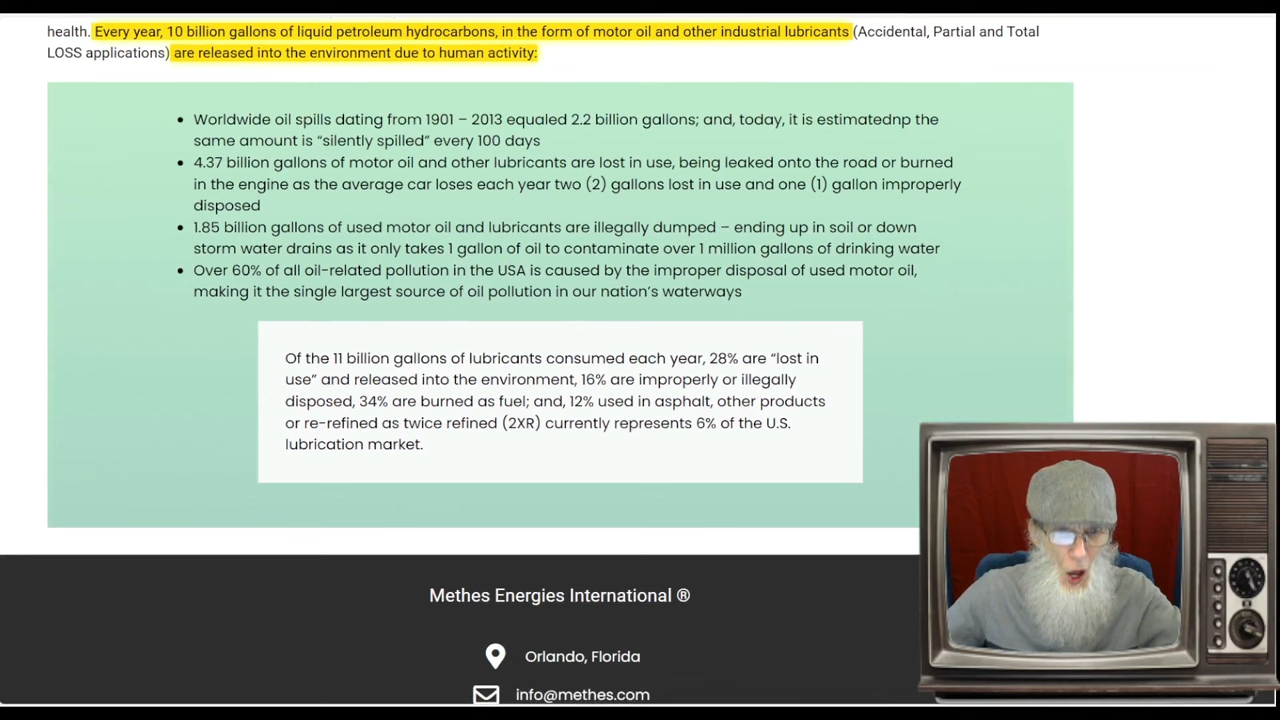 health. Every year, 10 billion gallons of liquid petroleum hydrocarbons, in the form of motor oil and other industrial lubricants (Accidental, Partial and Total
LOSS applications) are released into the environment due to human activity:
• Worldwide oil spills dating from 1901 – 2013 equaled 2.2 billion gallons; and, today, it is estimatednp the
same amount is “silently spilled” every 100 days
• 4.37 billion gallons of motor oil and other lubricants are lost in use, being leaked onto the road or burned
in the engine as the average car loses each year two (2) gallons lost in use and one (1) gallon improperly
disposed
• 1.85 billion gallons of used motor oil and lubricants are illegally dumped – ending up in soil or down
storm water drains as it only takes 1 gallon of oil to contaminate over 1 million gallons of drinking water
• Over 60% of all oil-related pollution in the USA is caused by the improper disposal of used motor oil,
making it the single largest source of oil pollution in our nation’s waterways
Of the 11 billion gallons of lubricants consumed each year, 28% are “lost in
use” and released into the environment, 16% are improperly or illegally
disposed, 34% are burned as fuel; and, 12% used in asphalt, other products
or re-refined as twice refined (2XR) currently represents 6% of the U.S.
lubrication market.
Methes Energies International ®
Orlando, Florida
info@methes.com